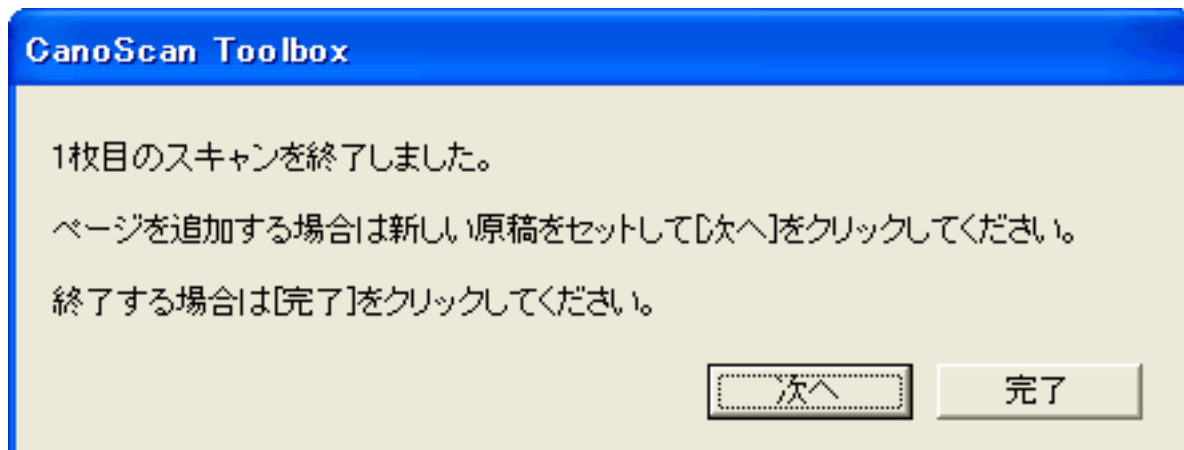 CanoScan Toolbox
1枚目のスキャンを終了しました。
ページを追加する場合は新しい原稿をセットして[次へ]をクリックしてください。
終了する場合は[完了]をクリックしてください。
次へ
完了